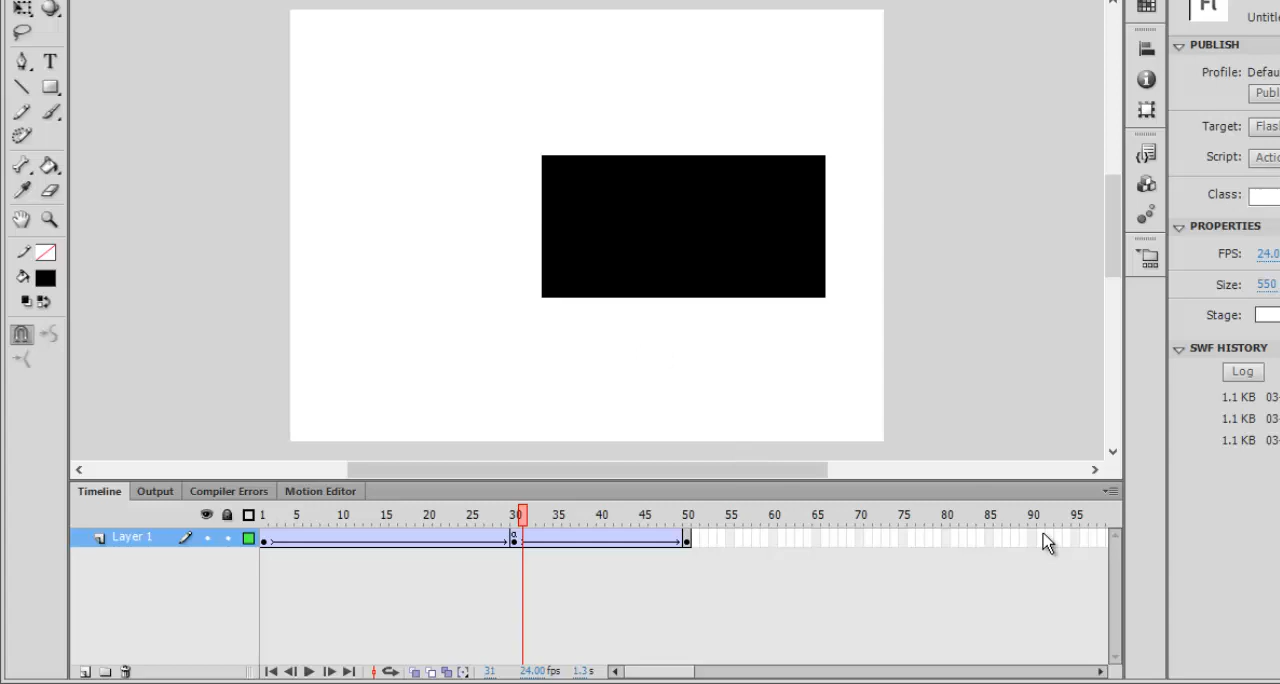 Fl
Untitle
PUBLISH
Profile: Defau
Publ
T
Target: Flas
Script: Actio
Class:
PROPERTIES
FPS: 24.0
Size: 550
Stage:
SWF HISTORY
Log
1.1 KB 03-
1.1 KB 03-
1.1 KB 03-
Timeline Output Compiler Errors Motion Editor
1 5 10 15 20 25 30 35 40 45 50 55 60 65 70 75 80 85 90 95
Layer 1
a
31 24.00 fps 1.3 s